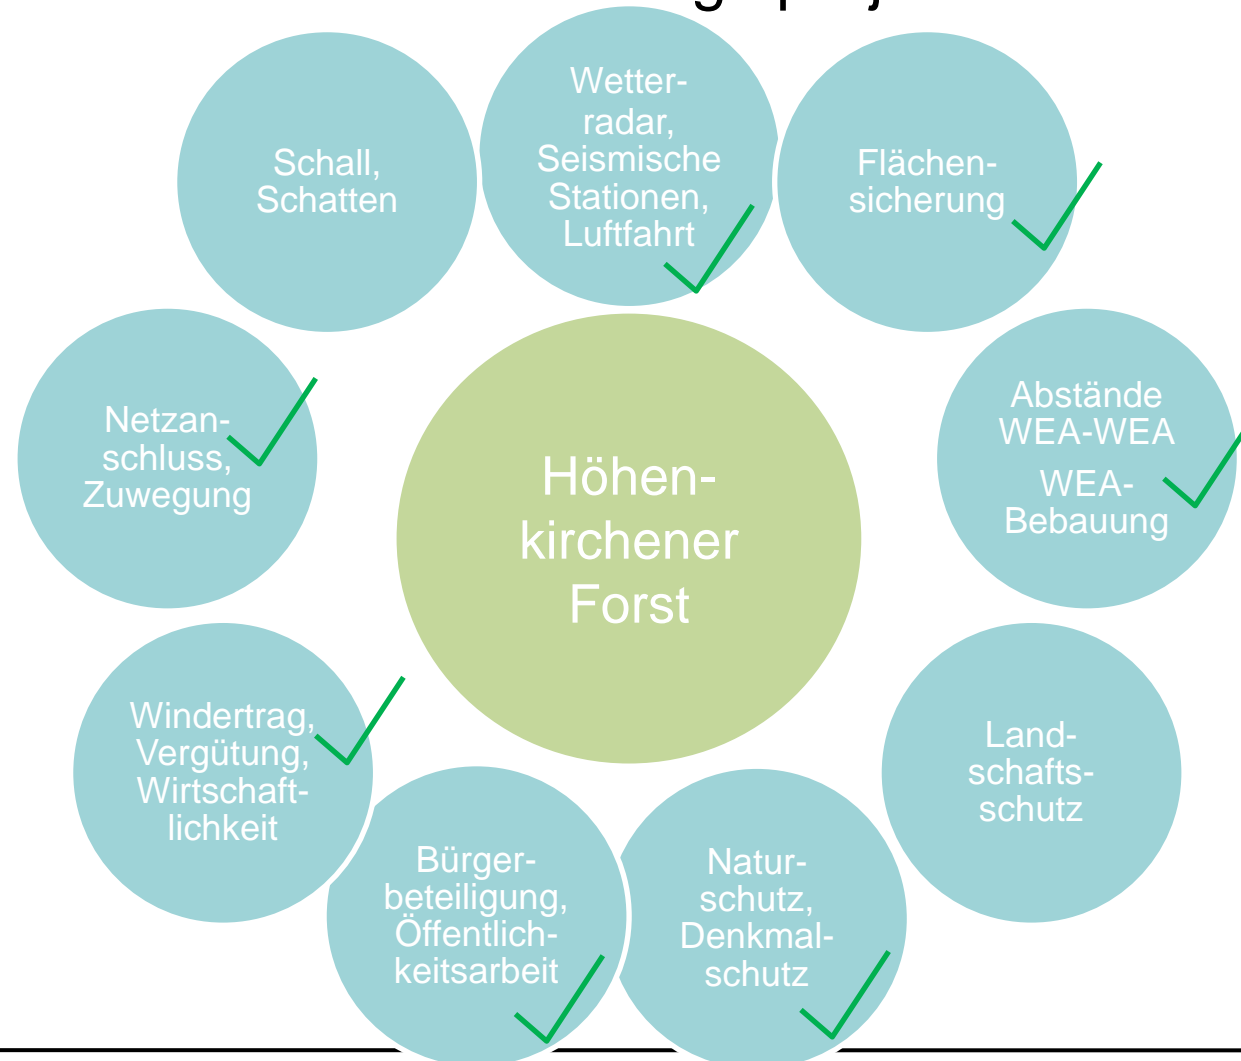 Wetter-
radar,
Seismische
Stationen,
Luftfahrt
Flächen-
sicherung
Abstände
WEA-WEA
WEA-
Bebauung
Land-
schafts-
schutz
Natur-
schutz,
Denkmal-
schutz
Bürger-
beteiligung,
Öffentlich-
keitsarbeit
Windertrag,
Vergütung,
Wirtschaft-
lichkeit
Netzan-
schluss,
Zuwegung
Schall,
Schatten
Höhen-
kirchener
Forst